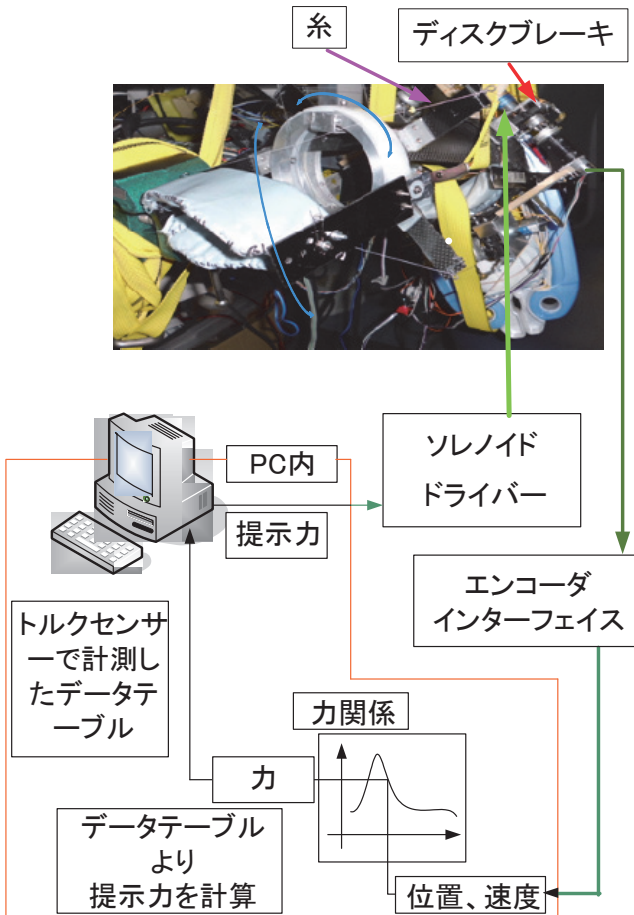 糸
ディスクブレーキ
PC内
ソレノイド
ドライバー
提示力
エンコーダ
インターフェイス
トルクセンサ
ーで計測し
たデータテ
ーブル
力関係
力
データテーブル
より
提示力を計算
位置、速度